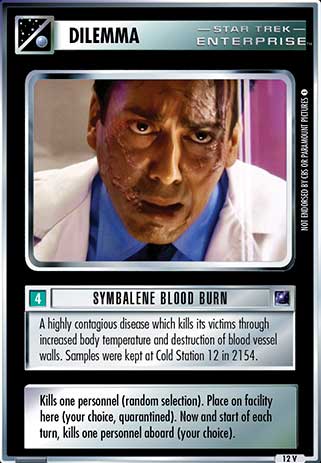 DILEMMA
STAR TREK
ENTERPRISE™
NOT ENDORSED BY CBS OR PARAMOUNT PICTURES
4
SYMBALENE BLOOD BURN
A highly contagious disease which kills its victims through
increased body temperature and destruction of blood vessel
walls. Samples were kept at Cold Station 12 in 2154.
Kills one personnel (random selection). Place on facility
here (your choice, quarantined). Now and start of each
turn, kills one personnel aboard (your choice).
12 V